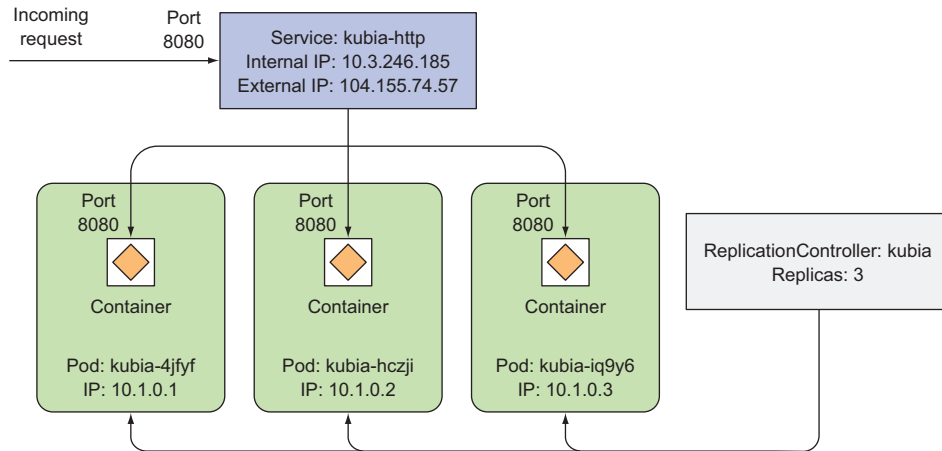 Incoming
request
Port
8080
Service: kubia-http
Internal IP: 10.3.246.185
External IP: 104.155.74.57
Port
8080
Container
Pod: kubia-4jfyf
IP: 10.1.0.1
Port
8080
Container
Pod: kubia-hczji
IP: 10.1.0.2
Port
8080
Container
Pod: kubia-iq9y6
IP: 10.1.0.3
ReplicationController: kubia
Replicas: 3